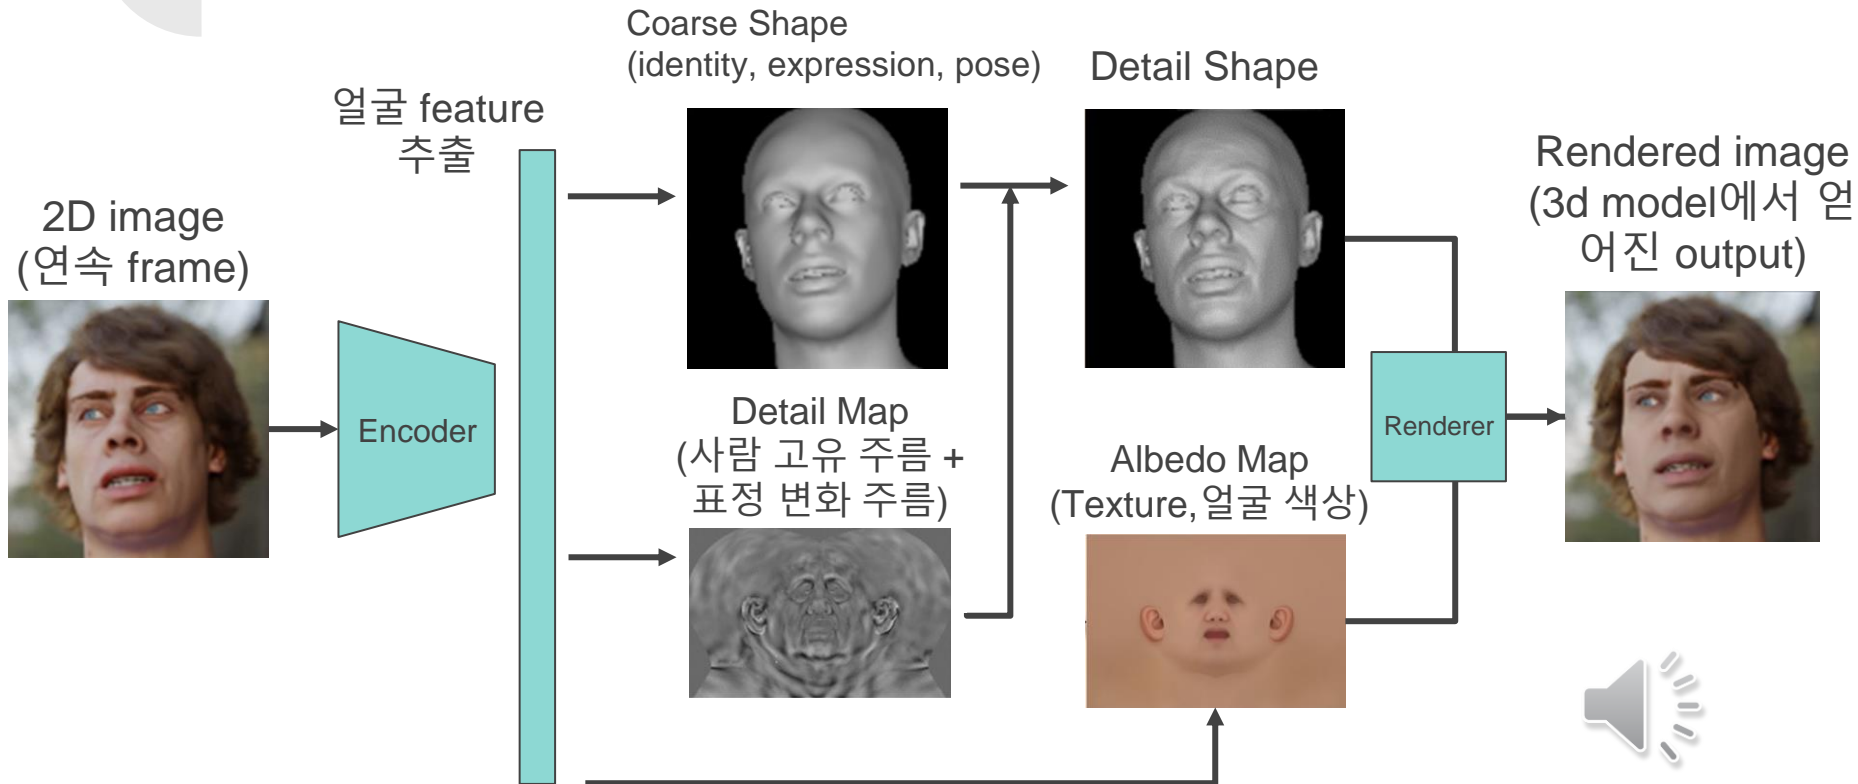 2D image
(연속 frame)
얼굴 feature
추출
Encoder
Coarse Shape
(identity, expression, pose)
Detail Map
(사람 고유 주름 +
표정 변화 주름)
Detail Shape
Albedo Map
(Texture,얼굴 색상)
Renderer
Rendered image
(3d model에서 얻
어진 output)